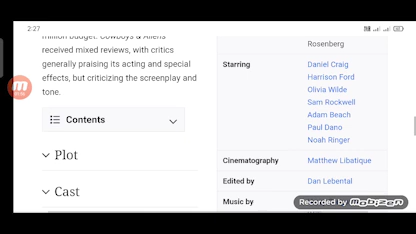 2:27
million budget. Cowboys & Aliens
received mixed reviews, with critics
generally praising its acting and special
effects, but criticizing the screenplay and
tone.
Contents
Plot
Cast
Rosenberg
Starring
Daniel Craig
Harrison Ford
Olivia Wilde
Sam Rockwell
Adam Beach
Paul Dano
Noah Ringer
Cinematography Matthew Libatique
Edited by Dan Lebental
Music by
Recorded by mobizen